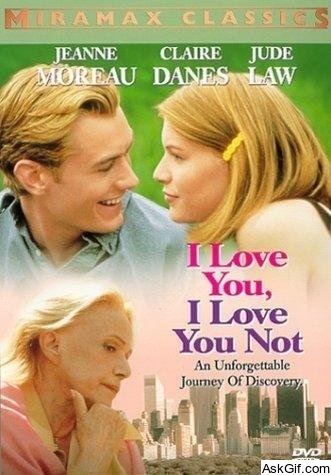 MIRAMAX CLASSICS
JEANNE MOREAU
CLAIRE DANES
JUDE LAW
I Love
You,
I Love
You Not
An Unforgettable
Journey Of Discovery.
DVD
AskGif.com